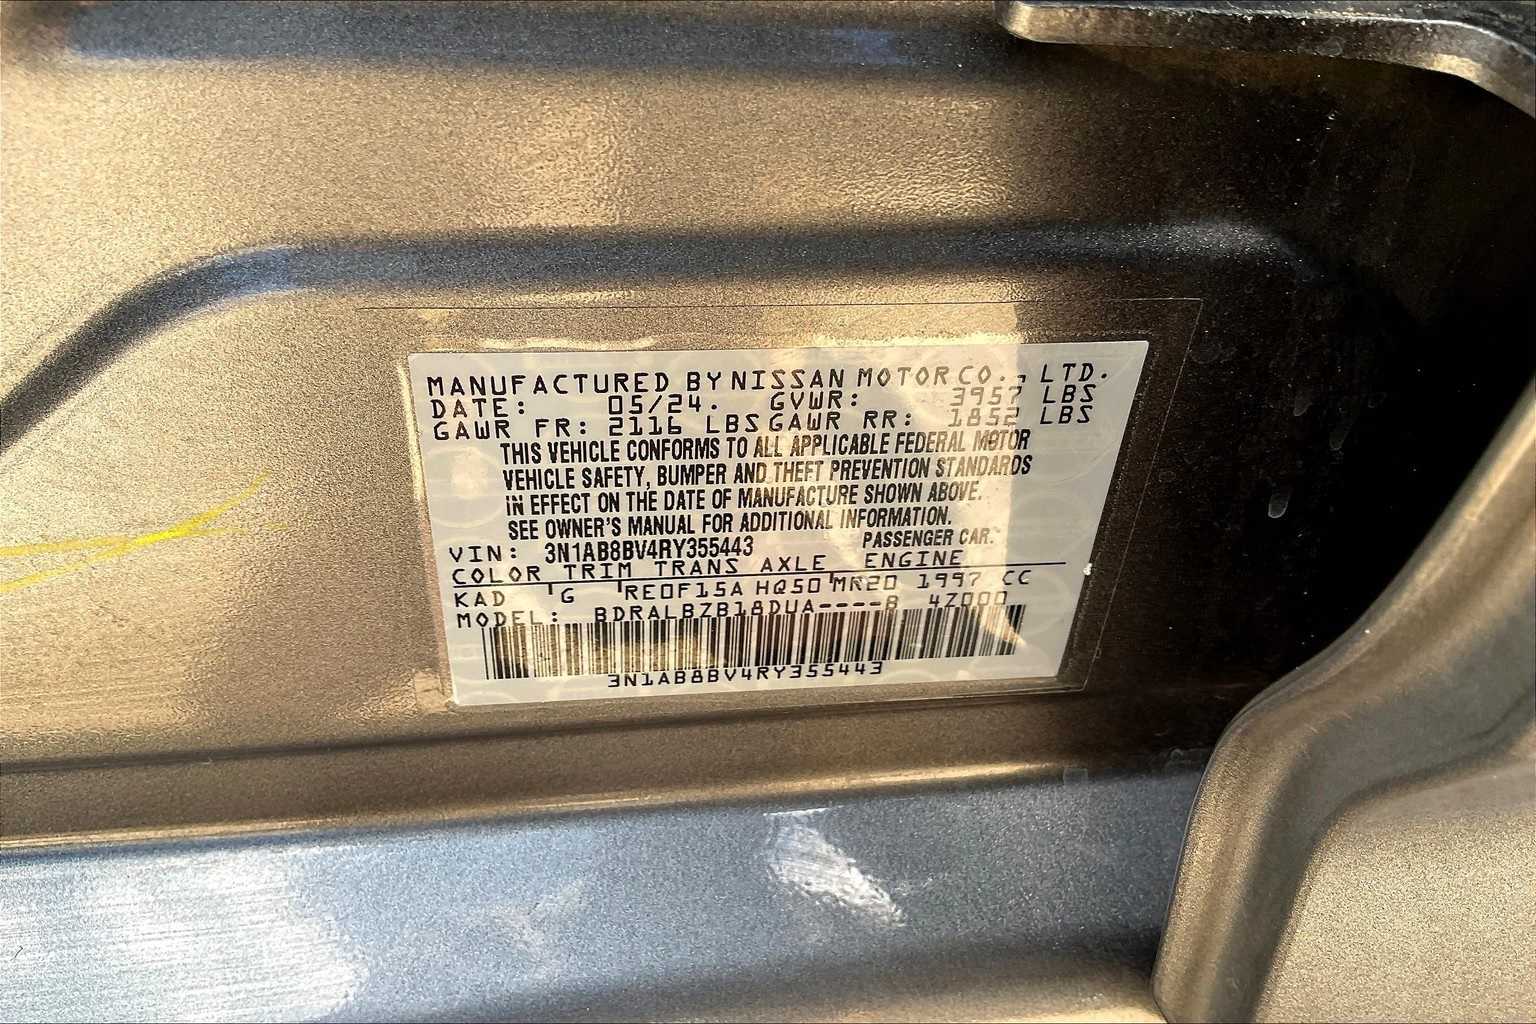 MANUFACTURED BY NISSAN MOTOR CO., LTD.
DATE: 05/24. GVWR: 3957 LBS
GAWR FR: 2116 LBS GAWR RR: 1852 LBS
THIS VEHICLE CONFORMS TO ALL APPLICABLE FEDERAL MOTOR
VEHICLE SAFETY, BUMPER AND THEFT PREVENTION STANDARDS
IN EFFECT ON THE DATE OF MANUFACTURE SHOWN ABOVE.
SEE OWNER'S MANUAL FOR ADDITIONAL INFORMATION.
VIN: 3N1AB8BV4RY355443 PASSENGER CAR.
COLOR TRIM TRANS AXLE ENGINE
KAD G RE0F15A HQ50 MR20 1997 CC
MODEL: BDRALBZB18DUA----B 4Z000
3N1AB8BV4RY355443